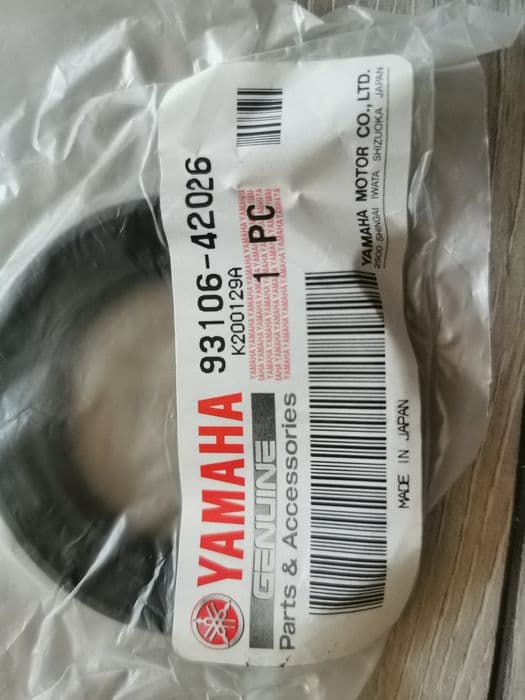 YAMAHA 93106-42026
GENUINE K200129A
Parts & Accessories 1 PC
YAMAHA MOTOR CO.,LTD.
2500 SHINGAI IWATA SHIZUOKA JAPAN
MADE IN JAPAN